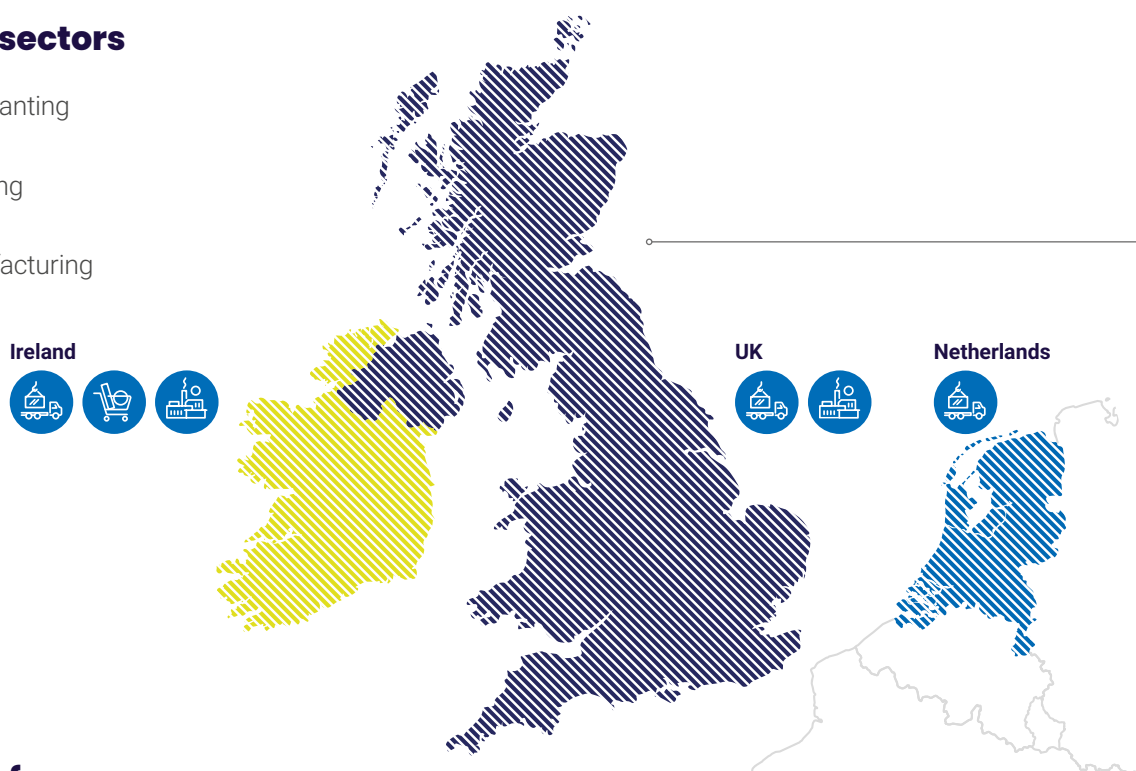 sectors
anting
ng
acturing
Ireland
UK
Netherlands